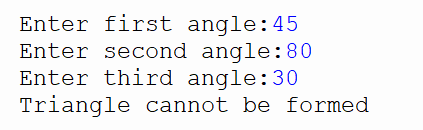 Enter first angle:45
Enter second angle:80
Enter third angle:30
Triangle cannot be formed